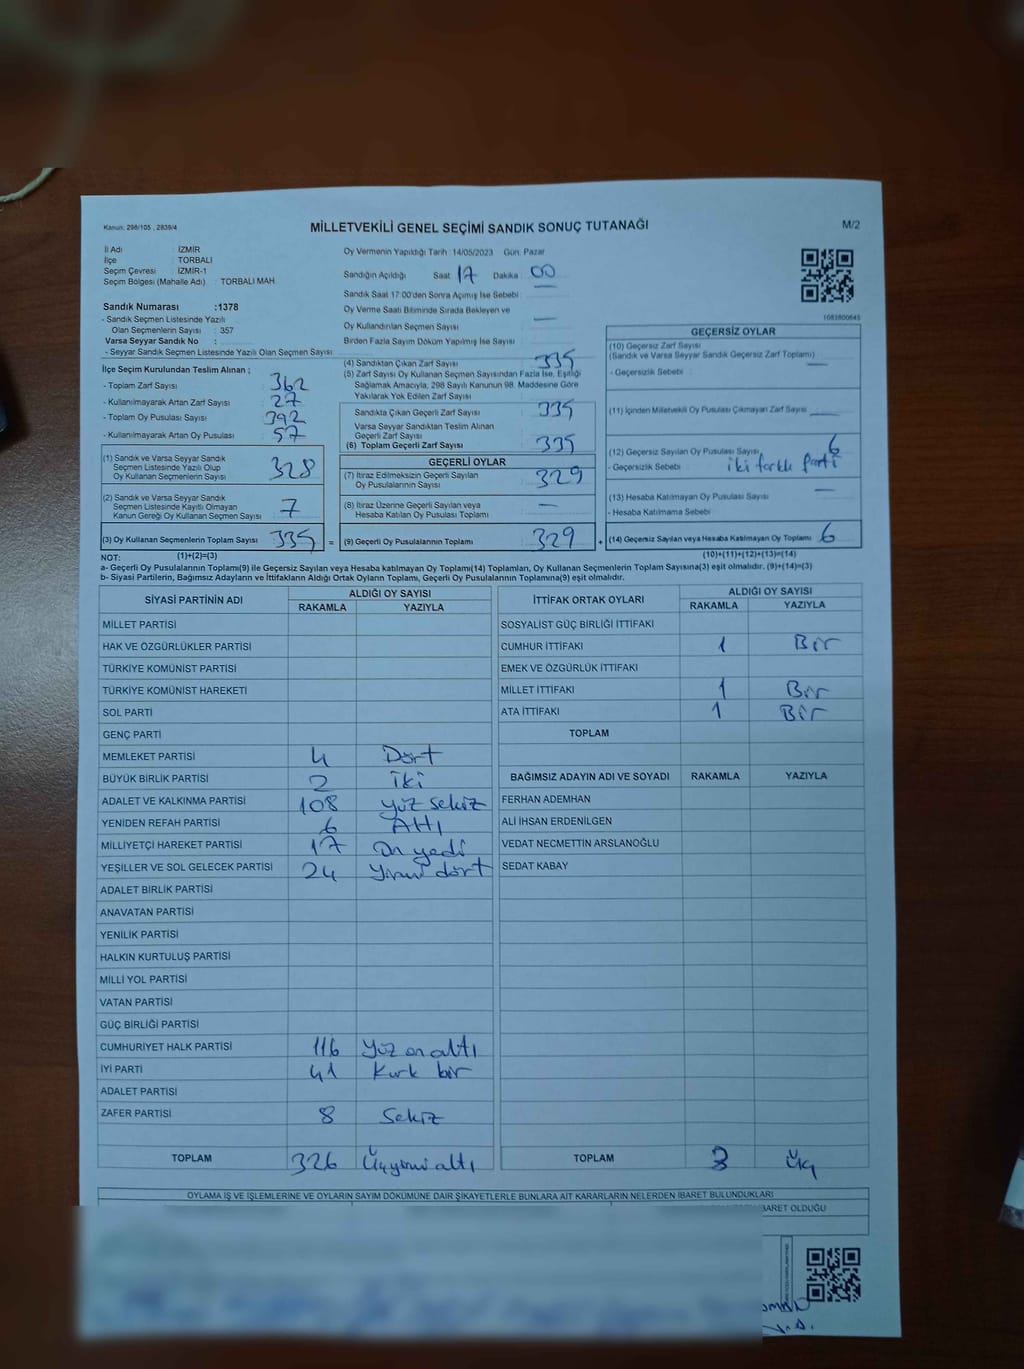 Kanun: 298/105 , 2839/4
MİLLETVEKİLİ GENEL SEÇİMİ SANDIK SONUÇ TUTANAĞI
M/2
İl Adı : İZMİR
İlçe : TORBALI
Seçim Çevresi : İZMİR-1
Seçim Bölgesi (Mahalle Adı) : TORBALI MAH
Sandık Numarası :1378
- Sandık Seçmen Listesinde Yazılı
Olan Seçmenlerin Sayısı : 357
Varsa Seyyar Sandık No :
- Seyyar Sandık Seçmen Listesinde Yazılı Olan Seçmen Sayısı :
İlçe Seçim Kurulundan Teslim Alınan ;
- Toplam Zarf Sayısı : 362
- Kullanılmayarak Artan Zarf Sayısı : 27
- Toplam Oy Pusulası Sayısı : 392
- Kullanılmayarak Artan Oy Pusulası : 57
(1) Sandık ve Varsa Seyyar Sandık
Seçmen Listesinde Yazılı Olup
Oy Kullanan Seçmen Sayısı : 328
(2) Sandık ve Varsa Seyyar Sandık
Seçmen Listesinde Kayıtlı Olmayan
Kanun Gereği Oy Kullanan Seçmen Sayısı : 7
(3) Oy Kullanan Seçmenlerin Toplam Sayısı : 335 =
Oy Vermenin Yapıldığı Tarih :14/05/2023 Gün: Pazar
Sandığın Açıldığı Saat : 17 Dakika : 00
Sandık Saat 17:00'den Sonra Açılmış İse Sebebi : —
Oy Verme Saati Bitiminde Sırada Bekleyen ve
Oy Kullandırılan Seçmen Sayısı : —
Birden Fazla Sayım Döküm Yapılmış İse Sayısı :
(4) Sandıktan Çıkan Zarf Sayısı : 335
(5) Zarf Sayısı Oy Kullanan Seçmen Sayısından Fazla İse, Eşitliği
Sağlamak Amacıyla, 298 Sayılı Kanunun 98. Maddesine Göre
Yakılarak Yok Edilen Zarf Sayısı :
Sandıkta Çıkan Geçerli Zarf Sayısı : 335
Varsa Seyyar Sandıktan Teslim Alınan
Geçerli Zarf Sayısı :
(6) Toplam Geçerli Zarf Sayısı : 335
GEÇERLİ OYLAR
(7) İtiraz Edilmeksizin Geçerli Sayılan
Oy Pusulalarının Sayısı : 329
(8) İtiraz Üzerine Geçerli Sayılan veya
Hesaba Katılan Oy Pusulası Toplamı : —
(9) Geçerli Oy Pusulalarının Toplamı : 329 +
1083800645
GEÇERSİZ OYLAR
(10) Geçersiz Zarf Sayısı
(Sandık ve Varsa Seyyar Sandık Geçersiz Zarf Toplamı)
- Geçersizlik Sebebi :
(11) İçinden Milletvekili Oy Pusulası Çıkmayan Zarf Sayısı : —
(12) Geçersiz Sayılan Oy Pusulası Sayısı : 6
- Geçersizlik Sebebi : iki farklı parti
(13) Hesaba Katılmayan Oy Pusulası Sayısı : —
- Hesaba Katılmama Sebebi :
(14) Geçersiz Sayılan veya Hesaba Katılmayan Oy Toplamı : 6
NOT: (1)+(2)=(3) (10)+(11)+(12)+(13)=(14)
a- Geçerli Oy Pusulalarının Toplamı(9) ile Geçersiz Sayılan veya Hesaba katılmayan Oy Toplamı(14) Toplamları, Oy Kullanan Seçmenlerin Toplam Sayısına(3) eşit olmalıdır. (9)+(14)=(3)
b- Siyasi Partilerin, Bağımsız Adayların ve İttifakların Aldığı Ortak Oyların Toplamı, Geçerli Oy Pusulalarının Toplamına(9) eşit olmalıdır.
SİYASİ PARTİNİN ADI ALDIĞI OY SAYISI
RAKAMLA YAZIYLA
MİLLET PARTİSİ
HAK VE ÖZGÜRLÜKLER PARTİSİ
TÜRKİYE KOMÜNİST PARTİSİ
TÜRKİYE KOMÜNİST HAREKETİ
SOL PARTİ
GENÇ PARTİ
MEMLEKET PARTİSİ 4 Dört
BÜYÜK BİRLİK PARTİSİ 2 iki
ADALET VE KALKINMA PARTİSİ 108 yüz sekiz
YENİDEN REFAH PARTİSİ 6 Altı
MİLLİYETÇİ HAREKET PARTİSİ 17 On yedi
YEŞİLLER VE SOL GELECEK PARTİSİ 24 Yirmi dört
ADALET BİRLİK PARTİSİ
ANAVATAN PARTİSİ
YENİLİK PARTİSİ
HALKIN KURTULUŞ PARTİSİ
MİLLİ YOL PARTİSİ
VATAN PARTİSİ
GÜÇ BİRLİĞİ PARTİSİ
CUMHURİYET HALK PARTİSİ 116 Yüz on altı
İYİ PARTİ 41 Kırk bir
ADALET PARTİSİ
ZAFER PARTİSİ 8 Sekiz
TOPLAM 326 Üçyirmi altı
İTTİFAK ORTAK OYLARI ALDIĞI OY SAYISI
RAKAMLA YAZIYLA
SOSYALİST GÜÇ BİRLİĞİ İTTİFAKI
CUMHUR İTTİFAKI 1 Bir
EMEK VE ÖZGÜRLÜK İTTİFAKI
MİLLET İTTİFAKI 1 Bir
ATA İTTİFAKI 1 Bir
TOPLAM
BAĞIMSIZ ADAYIN ADI VE SOYADI RAKAMLA YAZIYLA
FERHAN ADEMHAN
ALİ İHSAN ERDENİLGEN
VEDAT NECMETTİN ARSLANOĞLU
SEDAT KABAY
TOPLAM 3 Üç
OYLAMA İŞ VE İŞLEMLERİNE VE OYLARIN SAYIM DÖKÜMÜNE DAİR ŞİKAYETLERLE BUNLARA AİT KARARLARIN NELERDEN İBARET BULUNDUKLARI
BARET OLDUĞU